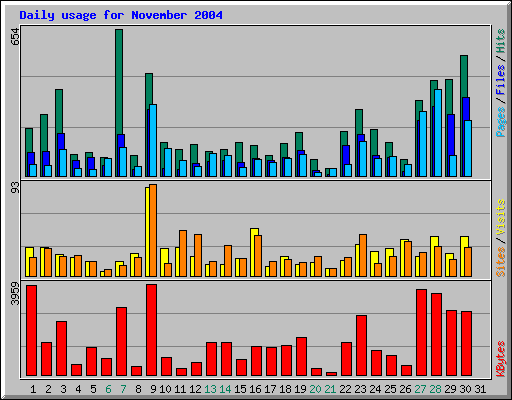 Daily usage for November 2004
654
Pages / Files / Hits
93
Sites / Visits
3959
KBytes
1 2 3 4 5 6 7 8 9 10 11 12 13 14 15 16 17 18 19 20 21 22 23 24 25 26 27 28 29 30 31